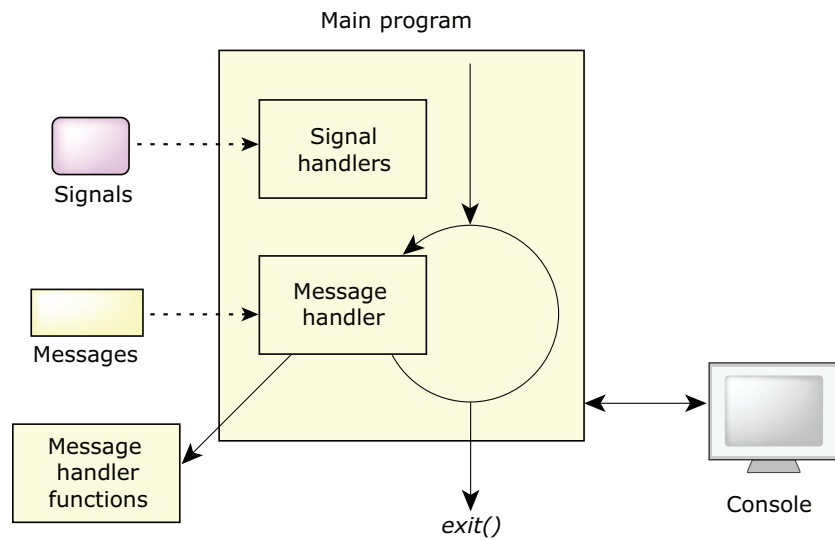 Main program
Signal
handlers
Signals
Message
handler
Messages
Message
handler
functions
Console
exit()